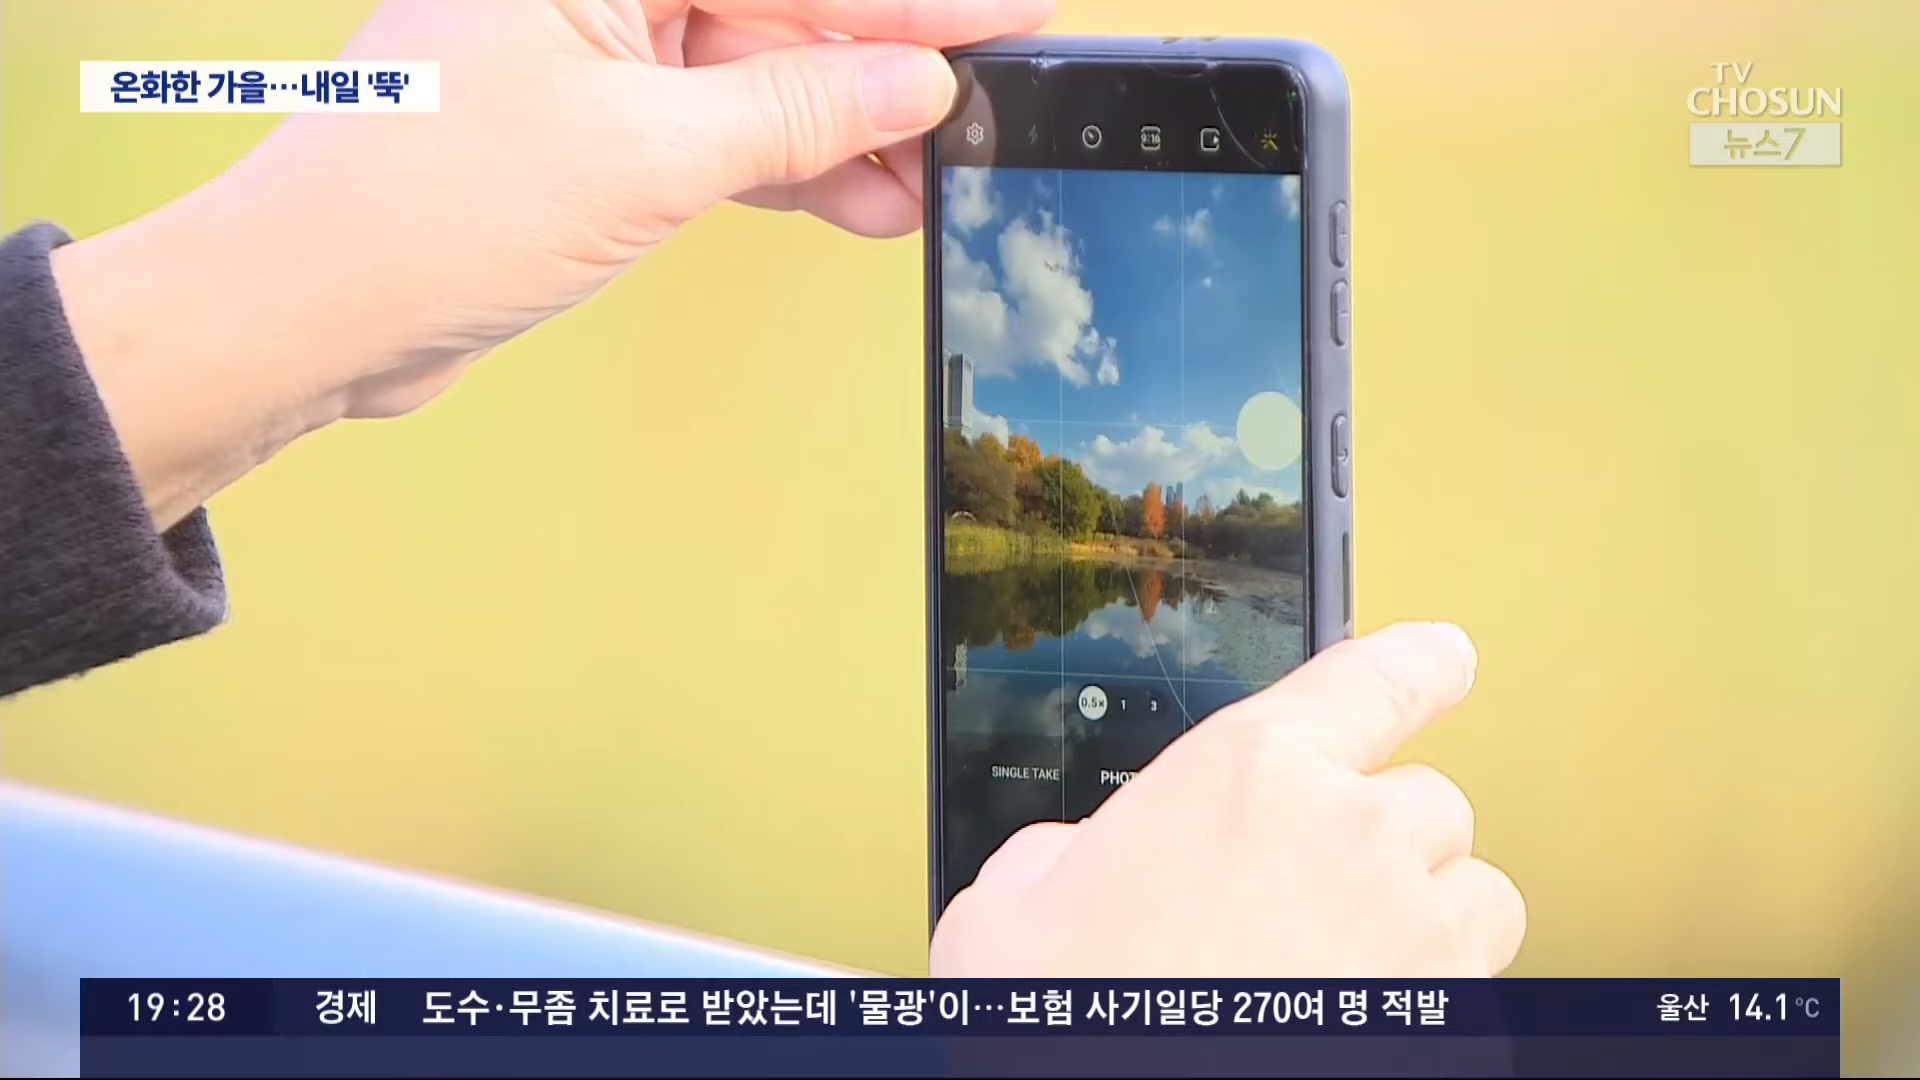 온화한 가을…내일 '뚝'
TV
CHOSUN
뉴스7
9:16
0.5×
1
3
SINGLE TAKE
19:28
경제
도수·무좀 치료로 받았는데 '물광'이…보험 사기일당 270여 명 적발
울산 14.1℃